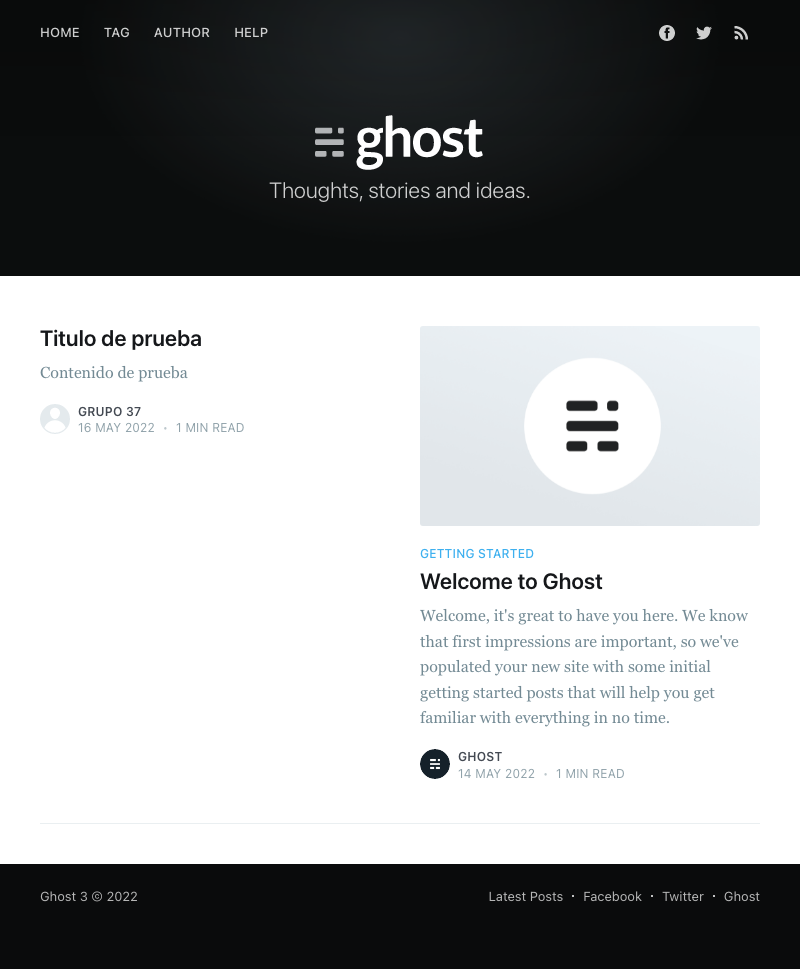 HOME TAG AUTHOR HELP
ghost
Thoughts, stories and ideas.
Titulo de prueba
Contenido de prueba
GRUPO 37
16 MAY 2022 • 1 MIN READ
GETTING STARTED
Welcome to Ghost
Welcome, it's great to have you here. We know
that first impressions are important, so we've
populated your new site with some initial
getting started posts that will help you get
familiar with everything in no time.
GHOST
14 MAY 2022 • 1 MIN READ
Ghost 3 © 2022
Latest Posts • Facebook • Twitter • Ghost